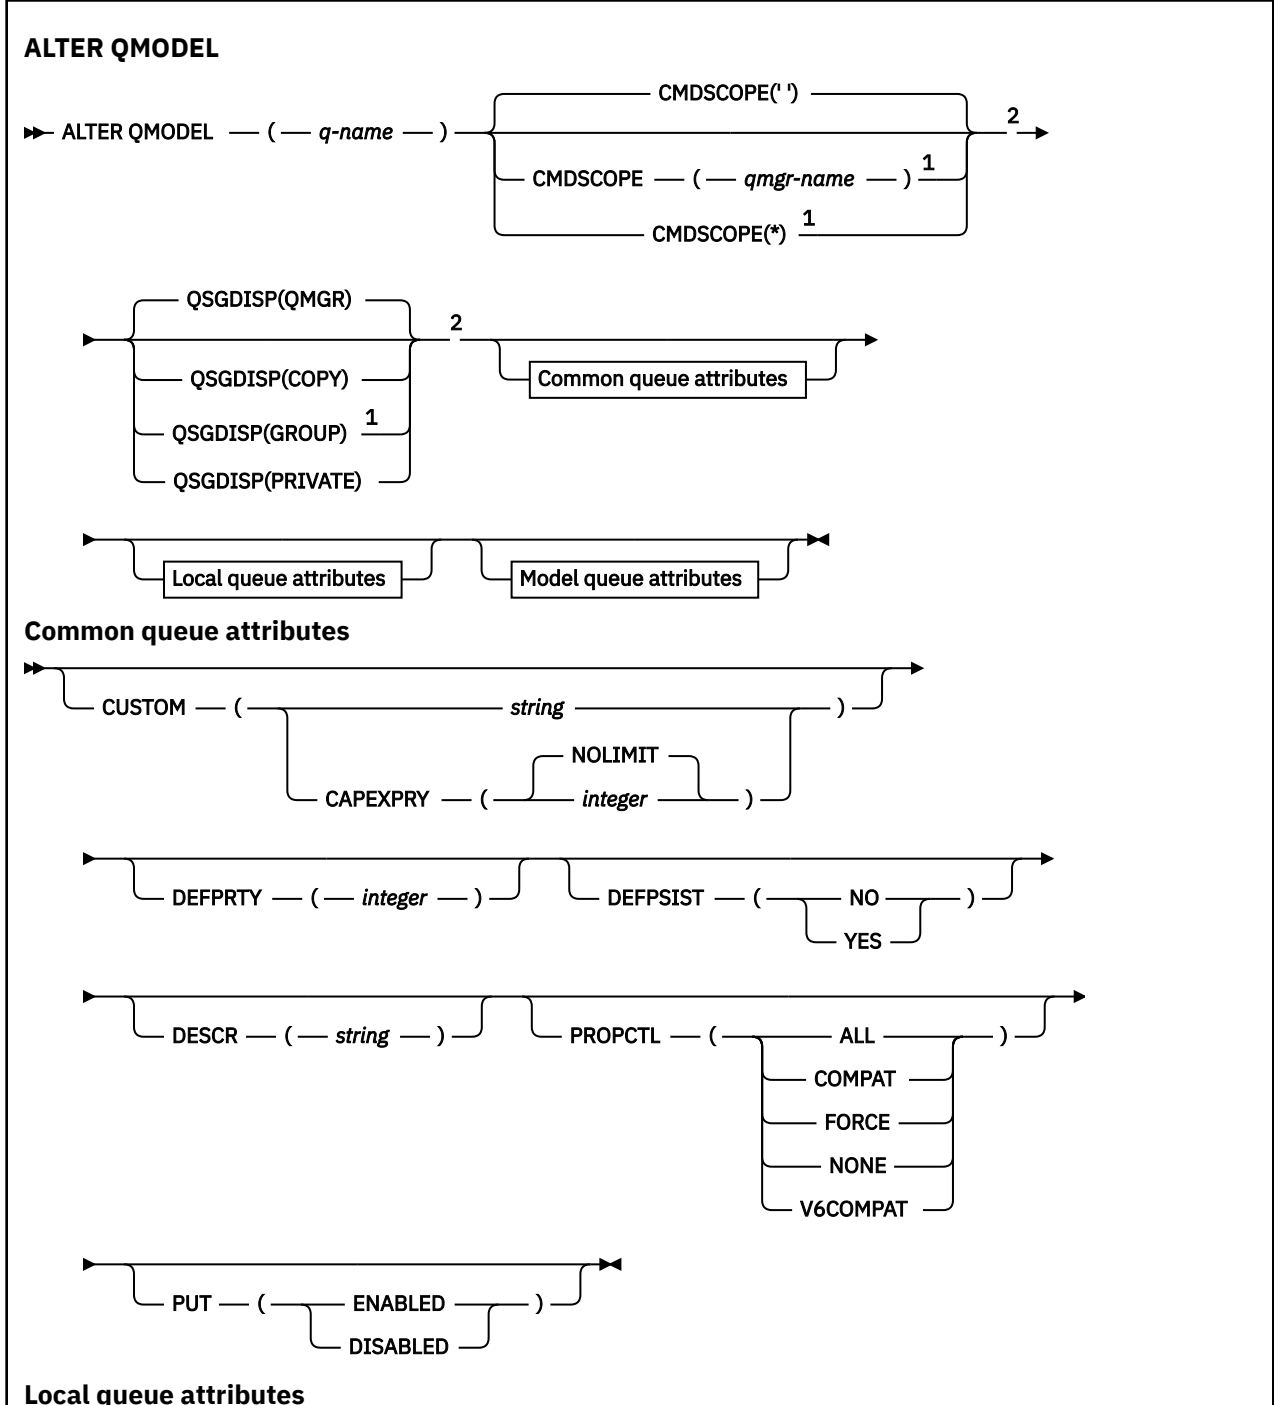 ALTER QMODEL
CMDSCOPE(' ')
ALTER QMODEL ( q-name ) 2
CMDSCOPE ( qmgr-name ) 1
CMDSCOPE(*) 1
QSGDISP(QMGR)
2
QSGDISP(COPY) Common queue attributes
QSGDISP(GROUP) 1
QSGDISP(PRIVATE)
Local queue attributes Model queue attributes
Common queue attributes
CUSTOM ( string )
NOLIMIT
CAPEXPRY ( integer )
DEFPRTY ( integer ) DEFPSIST ( NO )
YES
DESCR ( string ) PROPCTL ( ALL )
COMPAT
FORCE
NONE
V6COMPAT
PUT ( ENABLED )
DISABLED
Local queue attributes